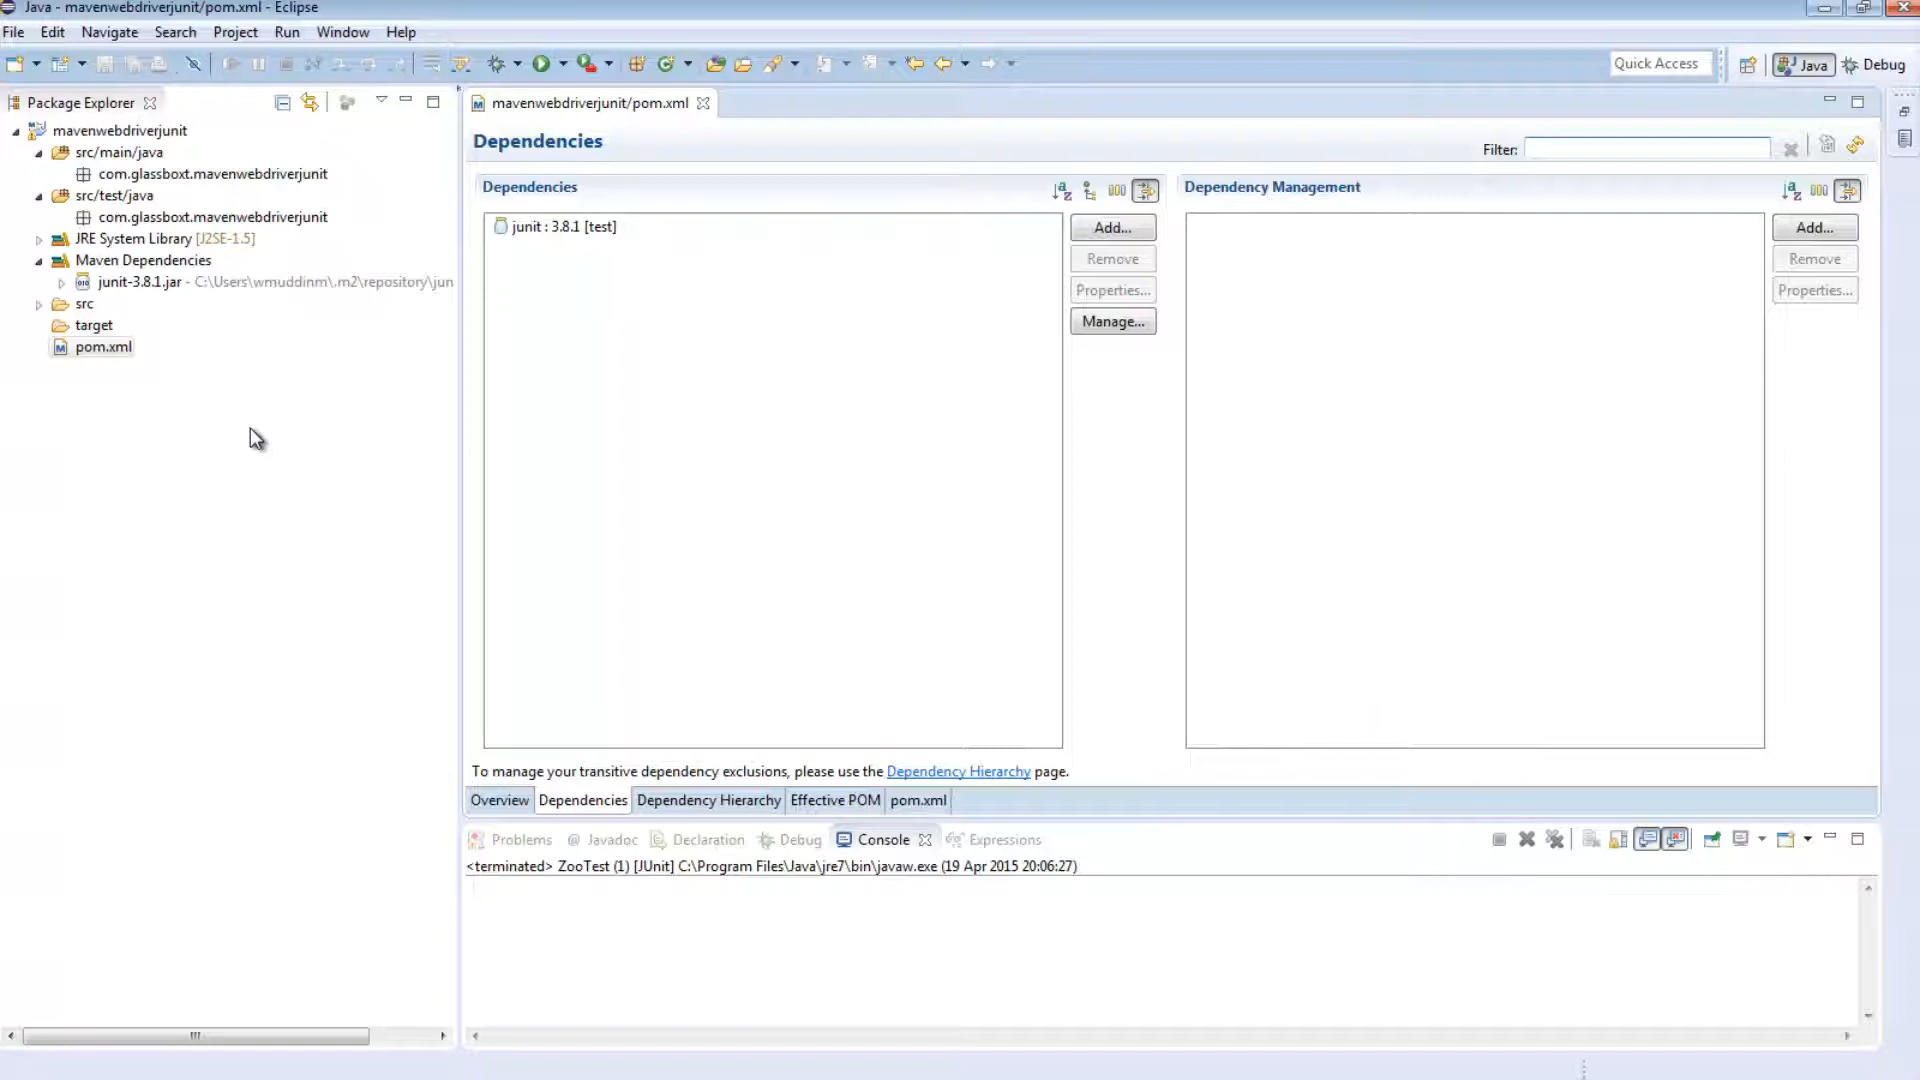 Java - mavenwebdriverjunit/pom.xml - Eclipse
File Edit Navigate Search Project Run Window Help
Quick Access Java Debug
Package Explorer
mavenwebdriverjunit
src/main/java
com.glassboxt.mavenwebdriverjunit
src/test/java
com.glassboxt.mavenwebdriverjunit
JRE System Library [J2SE-1.5]
Maven Dependencies
junit-3.8.1.jar - C:\Users\wmuddinm\.m2\repository\jun
src
target
pom.xml
mavenwebdriverjunit/pom.xml
Dependencies
Filter:
Dependencies
junit : 3.8.1 [test]
Add...
Remove
Properties...
Manage...
Dependency Management
Add...
Remove
Properties...
To manage your transitive dependency exclusions, please use the Dependency Hierarchy page.
Overview Dependencies Dependency Hierarchy Effective POM pom.xml
Problems Javadoc Declaration Debug Console Expressions
<terminated> ZooTest (1) [JUnit] C:\Program Files\Java\jre7\bin\javaw.exe (19 Apr 2015 20:06:27)